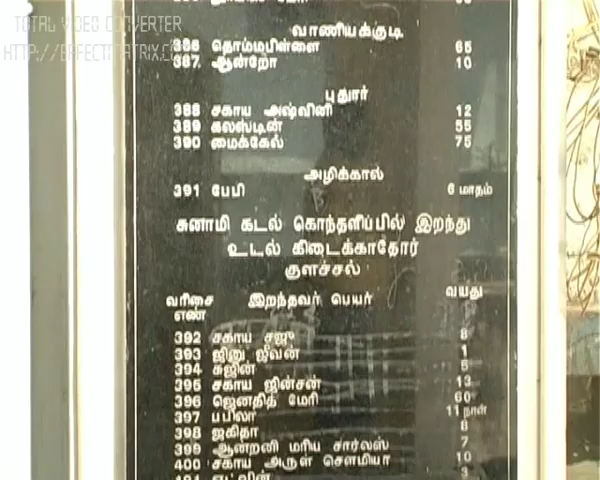 TOTAL VIDEO CONVERTER
HTTP://EFFECTMATRIX.CO
வாணியக்குடி
386 தொம்மபிள்ளை 65
387 ஆன்றோ 10
புதூர்
388 சகாய அஷ்வினி 12
389 கலஸ்டின் 55
390 மைக்கேல் 75
அழிக்கால்
391 பேபி 6 மாதம்
சுனாமி கடல் கொந்தளிப்பில் இறந்து
உடல் கிடைக்காதோர்
குளச்சல்
வரிசை எண் இறந்தவர் பெயர் வயது
392 சகாய சஜு 8
393 ஜினு ஜீவன் 1
394 சுஜின் 5
395 சகாய ஜின்சன் 13
396 ஜெனதித் மேரி 60
397 பபிலா 11 நாள்
398 ஜகிதா 8
399 ஆன்றனி மரிய சார்லஸ் 7
400 சகாய அருள் சௌமியா 10
3